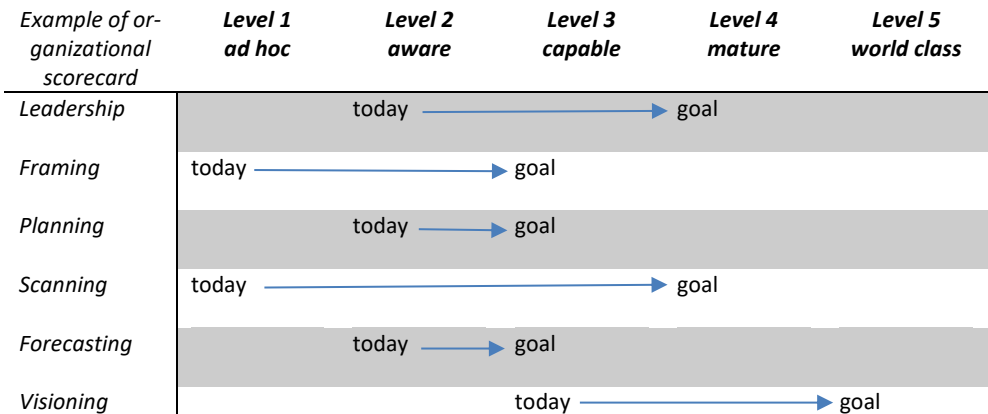 Example of or-
ganizational
scorecard
Level 1
ad hoc
Level 2
aware
Level 3
capable
Level 4
mature
Level 5
world class
Leadership today goal
Framing today goal
Planning today goal
Scanning today goal
Forecasting today goal
Visioning today goal